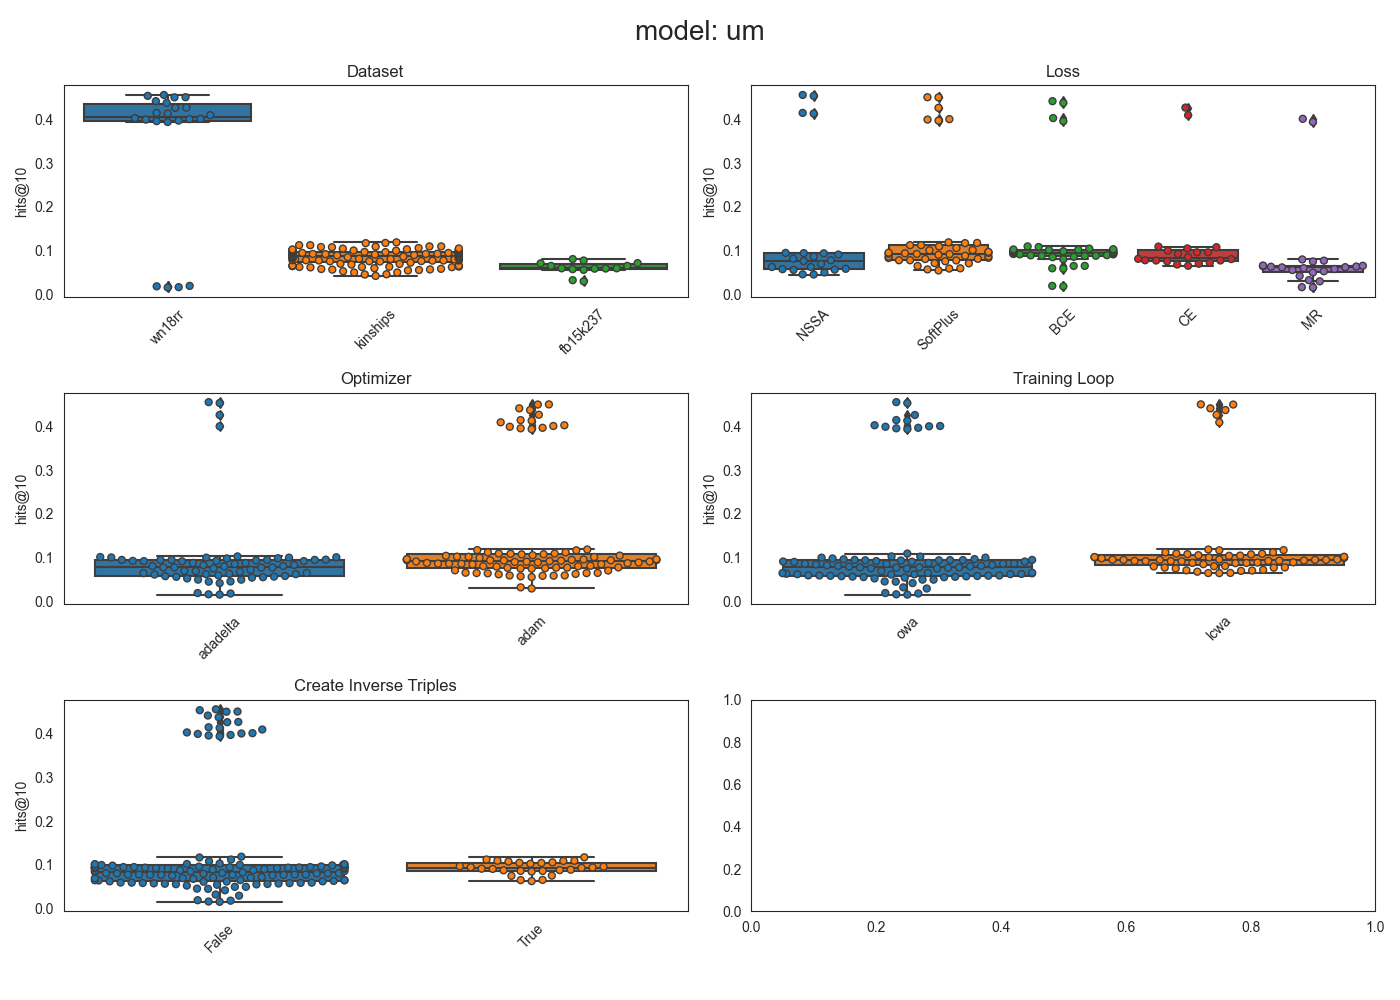 model: um
Dataset
hits@10
0.4
0.3
0.2
0.1
0.0
wn18rr
kinships
fb15k237
Loss
hits@10
0.4
0.3
0.2
0.1
0.0
NSSA
SoftPlus
BCE
CE
MR
Optimizer
hits@10
0.4
0.3
0.2
0.1
0.0
adadelta
adam
Training Loop
hits@10
0.4
0.3
0.2
0.1
0.0
owa
lcwa
Create Inverse Triples
hits@10
0.4
0.3
0.2
0.1
0.0
False
True
1.0
0.8
0.6
0.4
0.2
0.0
0.0 0.2 0.4 0.6 0.8 1.0